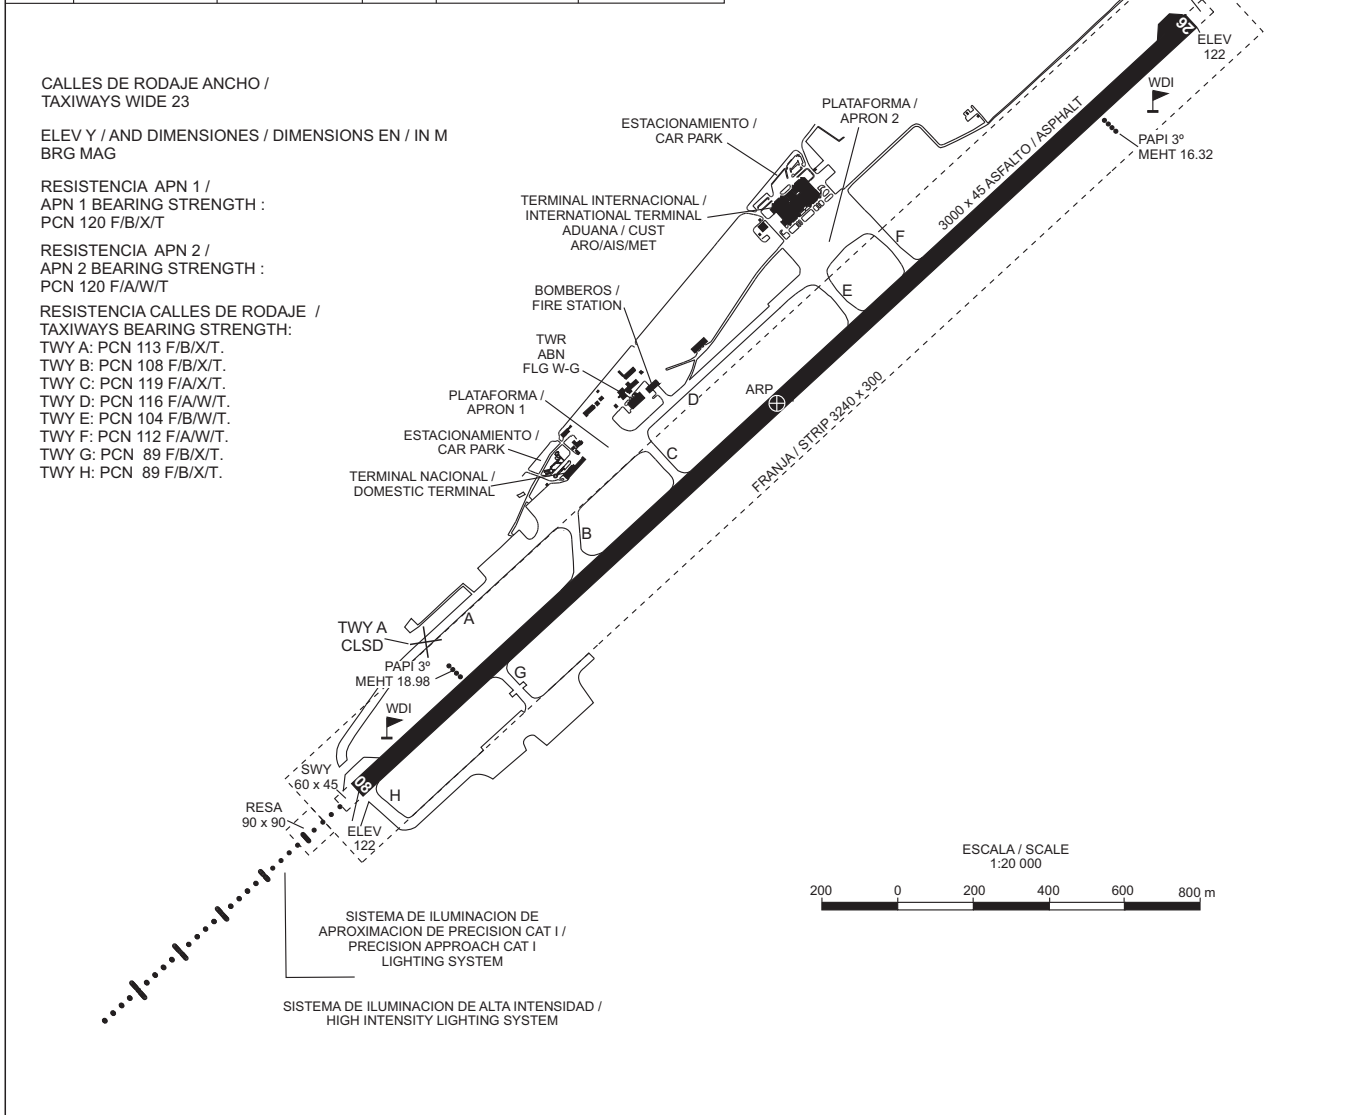 CALLES DE RODAJE ANCHO /
TAXIWAYS WIDE 23
ELEV Y / AND DIMENSIONES / DIMENSIONS EN / IN M
BRG MAG
RESISTENCIA APN 1 /
APN 1 BEARING STRENGTH :
PCN 120 F/B/X/T
RESISTENCIA APN 2 /
APN 2 BEARING STRENGTH :
PCN 120 F/A/W/T
RESISTENCIA CALLES DE RODAJE /
TAXIWAYS BEARING STRENGTH:
TWY A: PCN 113 F/B/X/T.
TWY B: PCN 108 F/B/X/T.
TWY C: PCN 119 F/A/X/T.
TWY D: PCN 116 F/A/W/T.
TWY E: PCN 104 F/B/W/T.
TWY F: PCN 112 F/A/W/T.
TWY G: PCN 89 F/B/X/T.
TWY H: PCN 89 F/B/X/T.
26
ELEV
122
WDI
PAPI 3º
MEHT 16.32
PLATAFORMA /
APRON 2
ESTACIONAMIENTO /
CAR PARK
3000 x 45 ASFALTO / ASPHALT
TERMINAL INTERNACIONAL /
INTERNATIONAL TERMINAL
ADUANA / CUST
ARO/AIS/MET
F
E
BOMBEROS /
FIRE STATION
TWR
ABN
FLG W-G
ARP
D
FRANJA / STRIP 3240 x 300
PLATAFORMA /
APRON 1
ESTACIONAMIENTO /
CAR PARK
C
TERMINAL NACIONAL /
DOMESTIC TERMINAL
B
A
TWY A
CLSD
PAPI 3º
MEHT 18.98
G
WDI
SWY
60 x 45
08
H
RESA
90 x 90
ELEV
122
ESCALA / SCALE
1:20 000
200 0 200 400 600 800 m
SISTEMA DE ILUMINACION DE
APROXIMACION DE PRECISION CAT I /
PRECISION APPROACH CAT I
LIGHTING SYSTEM
SISTEMA DE ILUMINACION DE ALTA INTENSIDAD /
HIGH INTENSITY LIGHTING SYSTEM